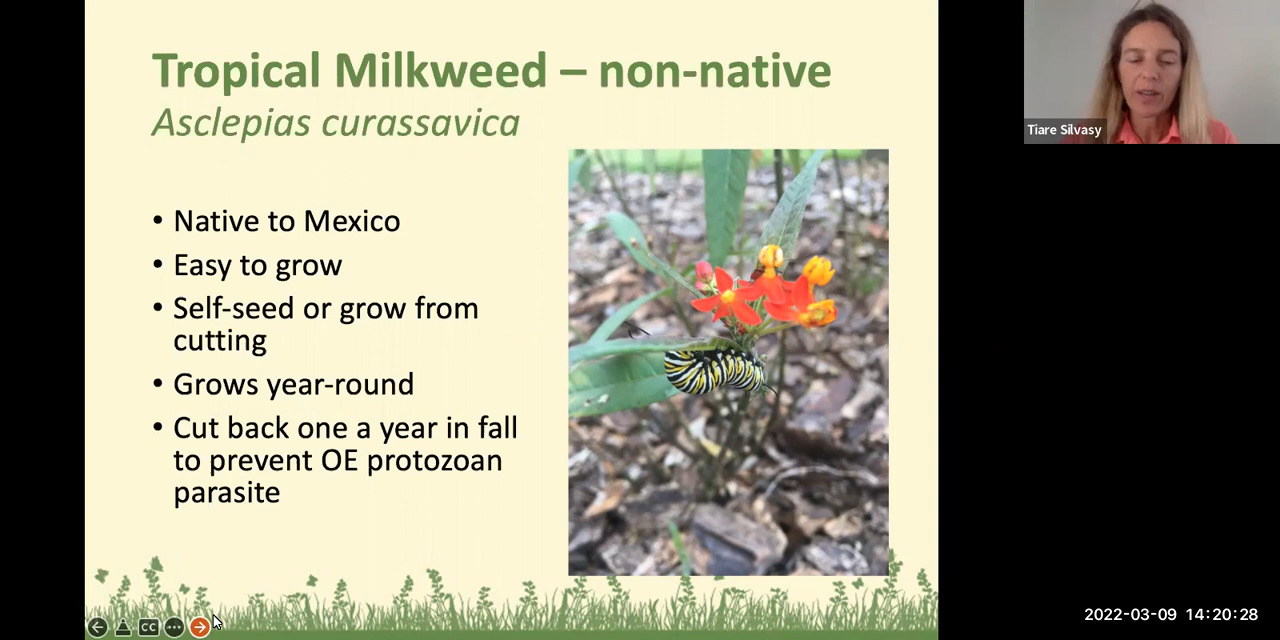 Tropical Milkweed – non-native
Asclepias curassavica
• Native to Mexico
• Easy to grow
• Self-seed or grow from
cutting
• Grows year-round
• Cut back one a year in fall
to prevent OE protozoan
parasite
CC
Tiare Silvasy
2022-03-09 14:20:28